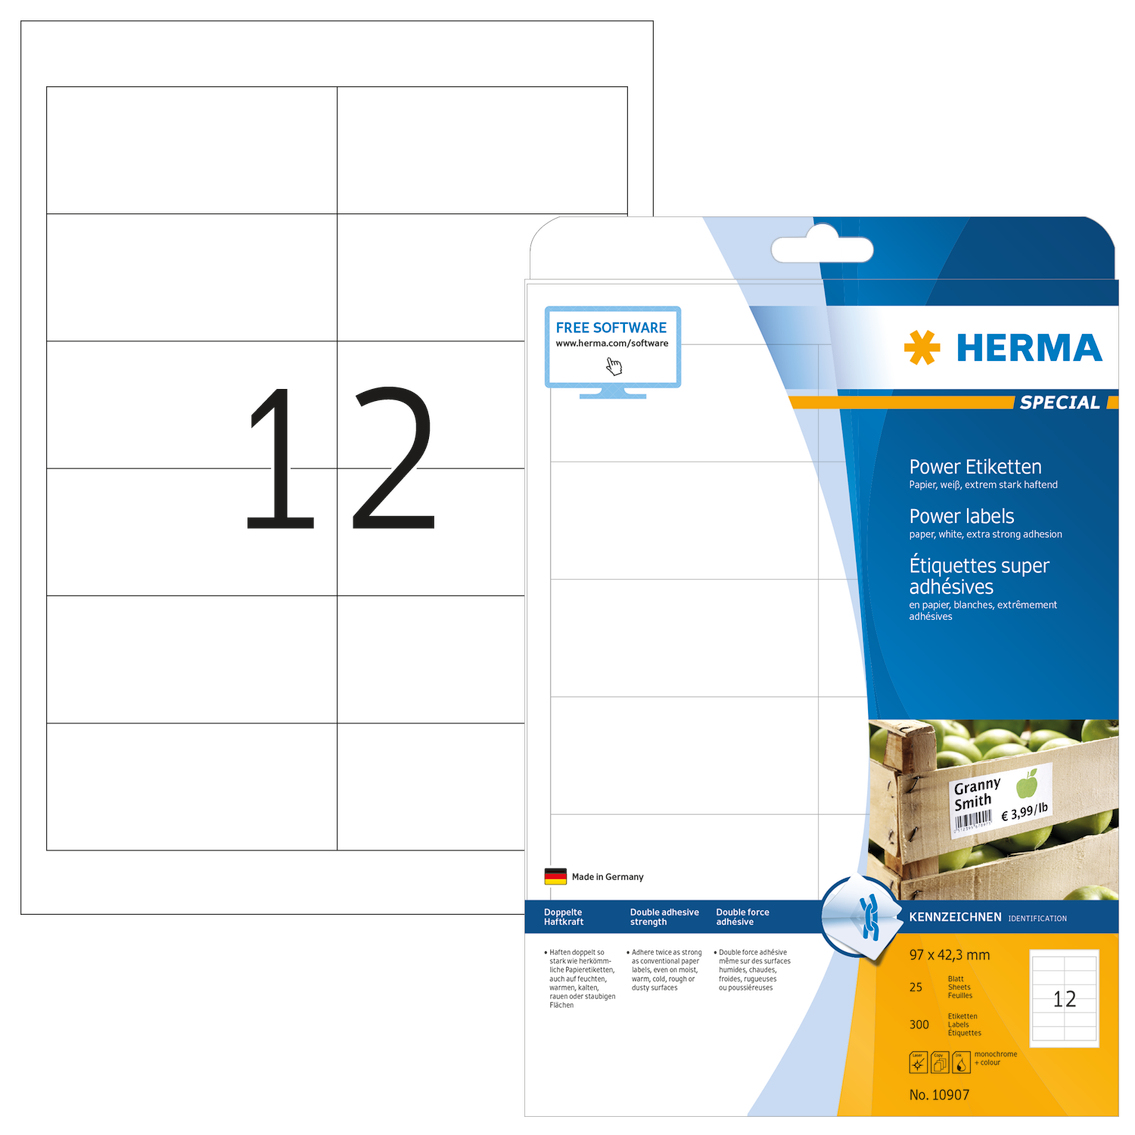 12
FREE SOFTWARE
www.herma.com/software
HERMA
SPECIAL
Power Etiketten
Papier, weiß, extrem stark haftend
Power labels
paper, white, extra strong adhesion
Étiquettes super
adhésives
en papier, blanches, extrêmement
adhésives
Granny
Smith
€ 3,99/lb
Made in Germany
Doppelte
Haftkraft
Double adhesive
strength
Double force
adhésive
KENNZEICHNEN IDENTIFICATION
• Haften doppelt so
stark wie herkömm-
liche Papieretiketten,
auch auf feuchten,
warmen, kalten,
rauen oder staubigen
Flächen
• Adhere twice as strong
as conventional paper
labels, even on moist,
warm, cold, rough or
dusty surfaces
• Double force adhésive
même sur des surfaces
humides, chaudes,
froides, rugueuses
ou poussiéreuses
97 x 42,3 mm
25
Blatt
Sheets
Feuilles
12
300
Etiketten
Labels
Étiquettes
Laser
Copy
Ink
monochrome
+ colour
No. 10907